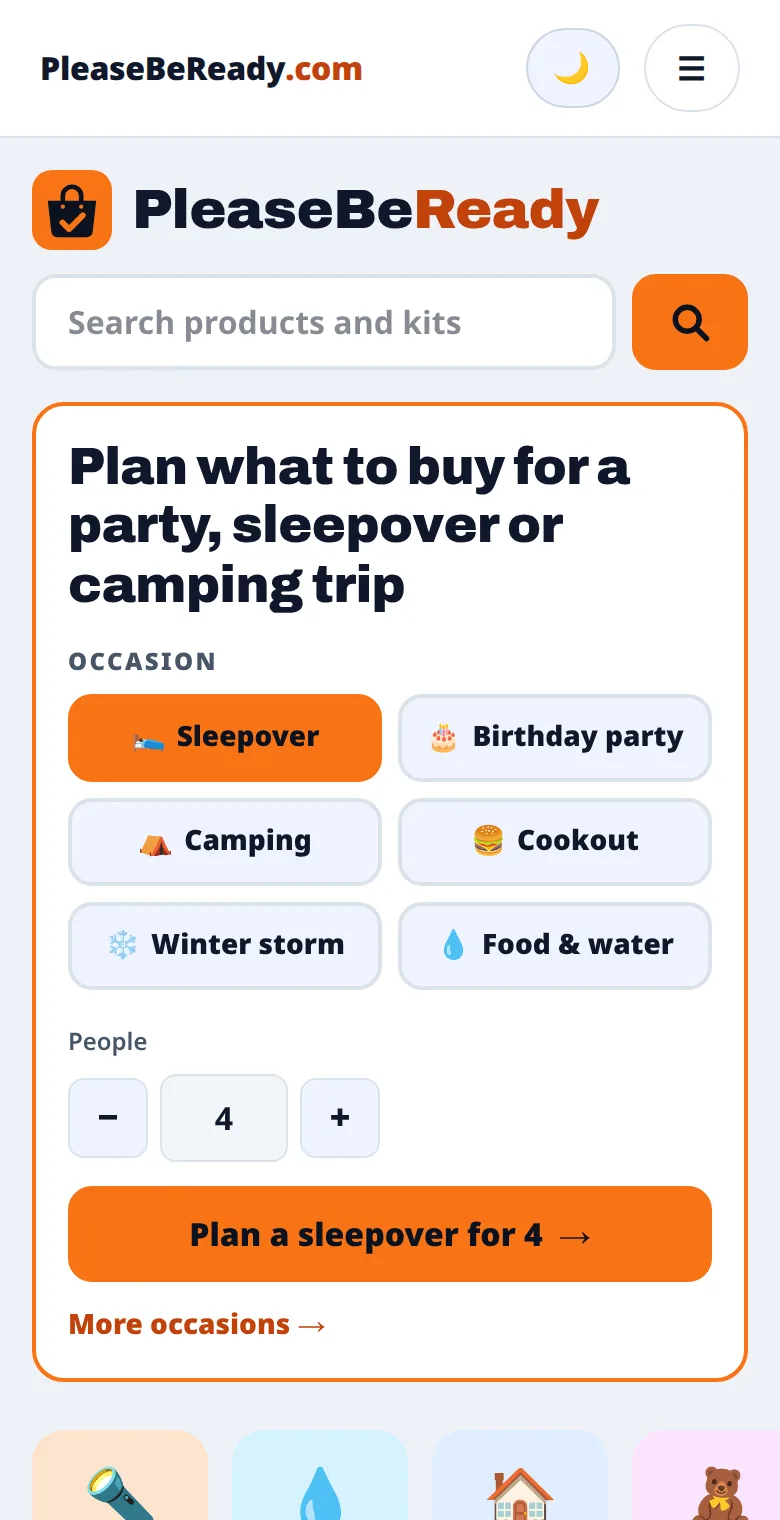 PleaseBeReady.com
PleaseBeReady
Search products and kits
Plan what to buy for a
party, sleepover or
camping trip
OCCASION
Sleepover
Birthday party
Camping
Cookout
Winter storm
Food & water
People
− 4 +
Plan a sleepover for 4 →
More occasions →